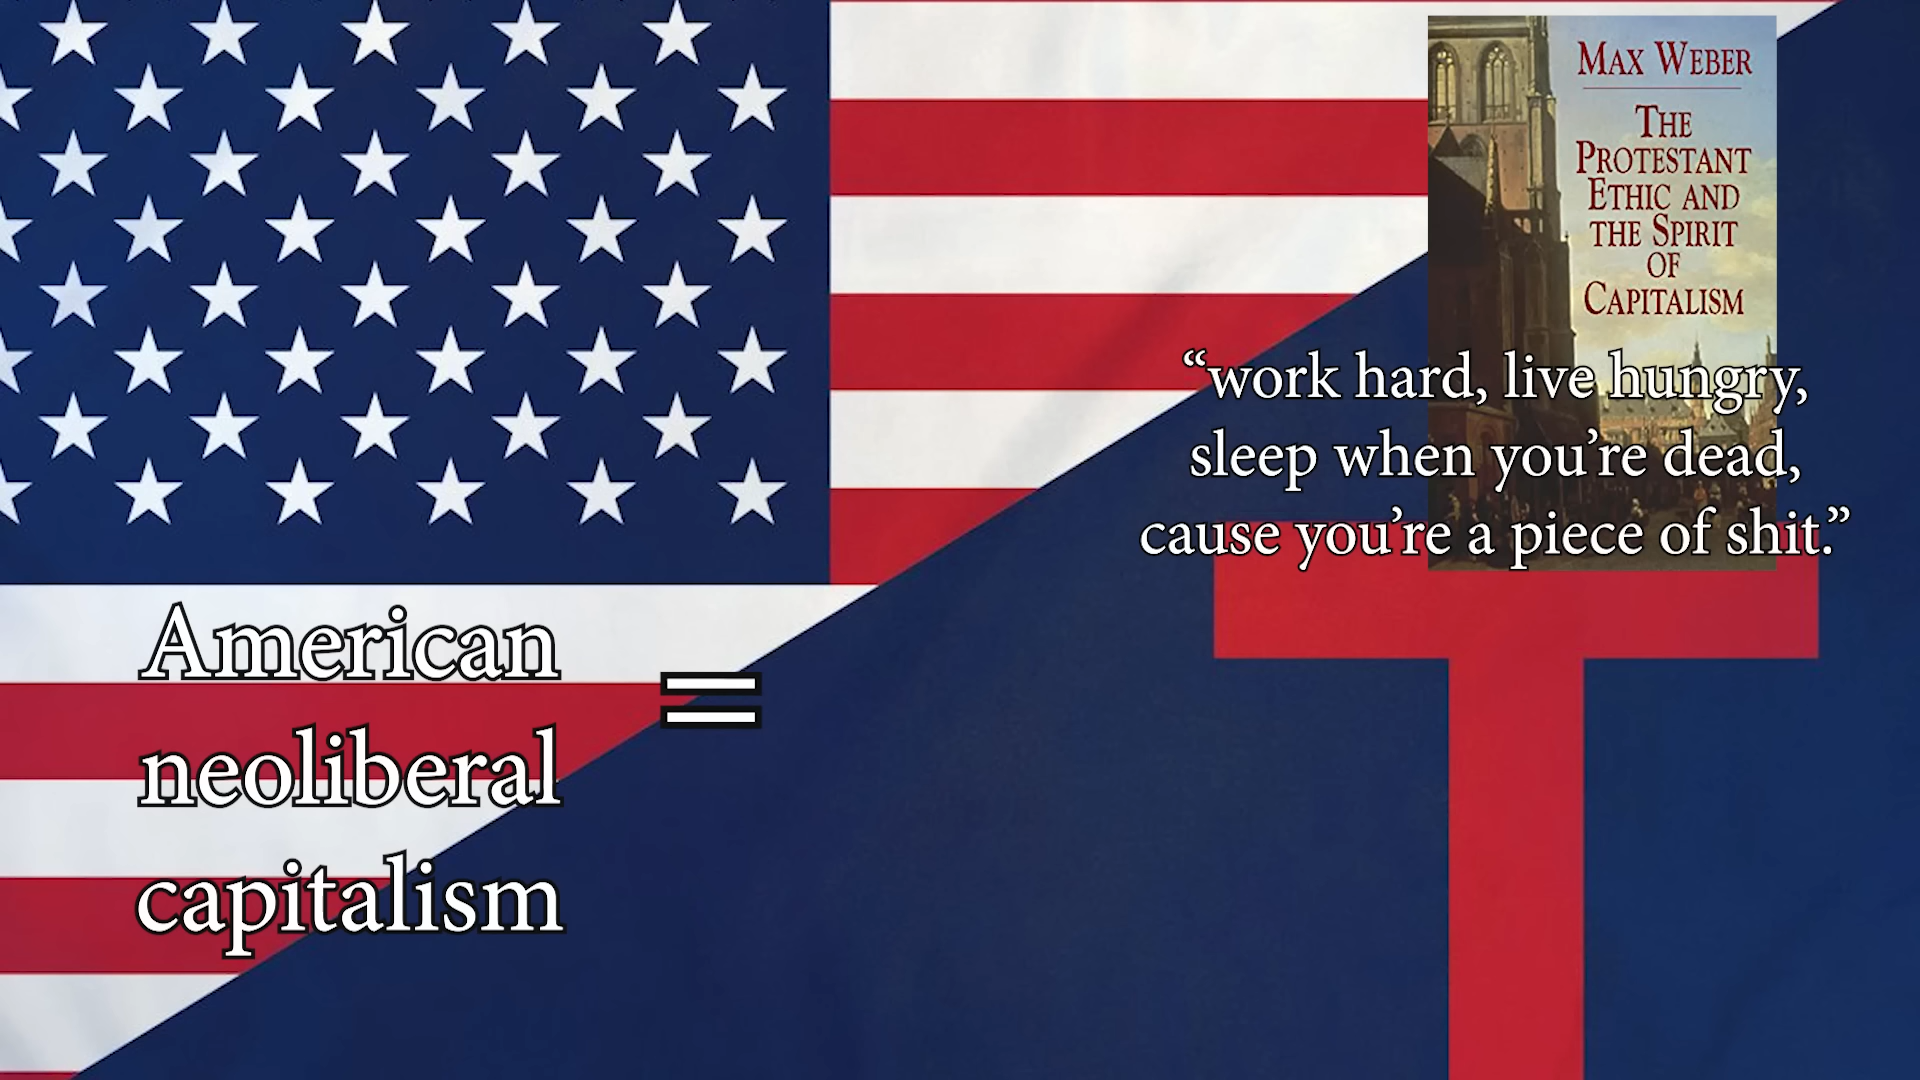 American
neoliberal
capitalism
=
MAX WEBER
THE
PROTESTANT
ETHIC AND
THE SPIRIT
OF
CAPITALISM
“work hard, live hungry,
sleep when you’re dead,
cause you’re a piece of shit.”